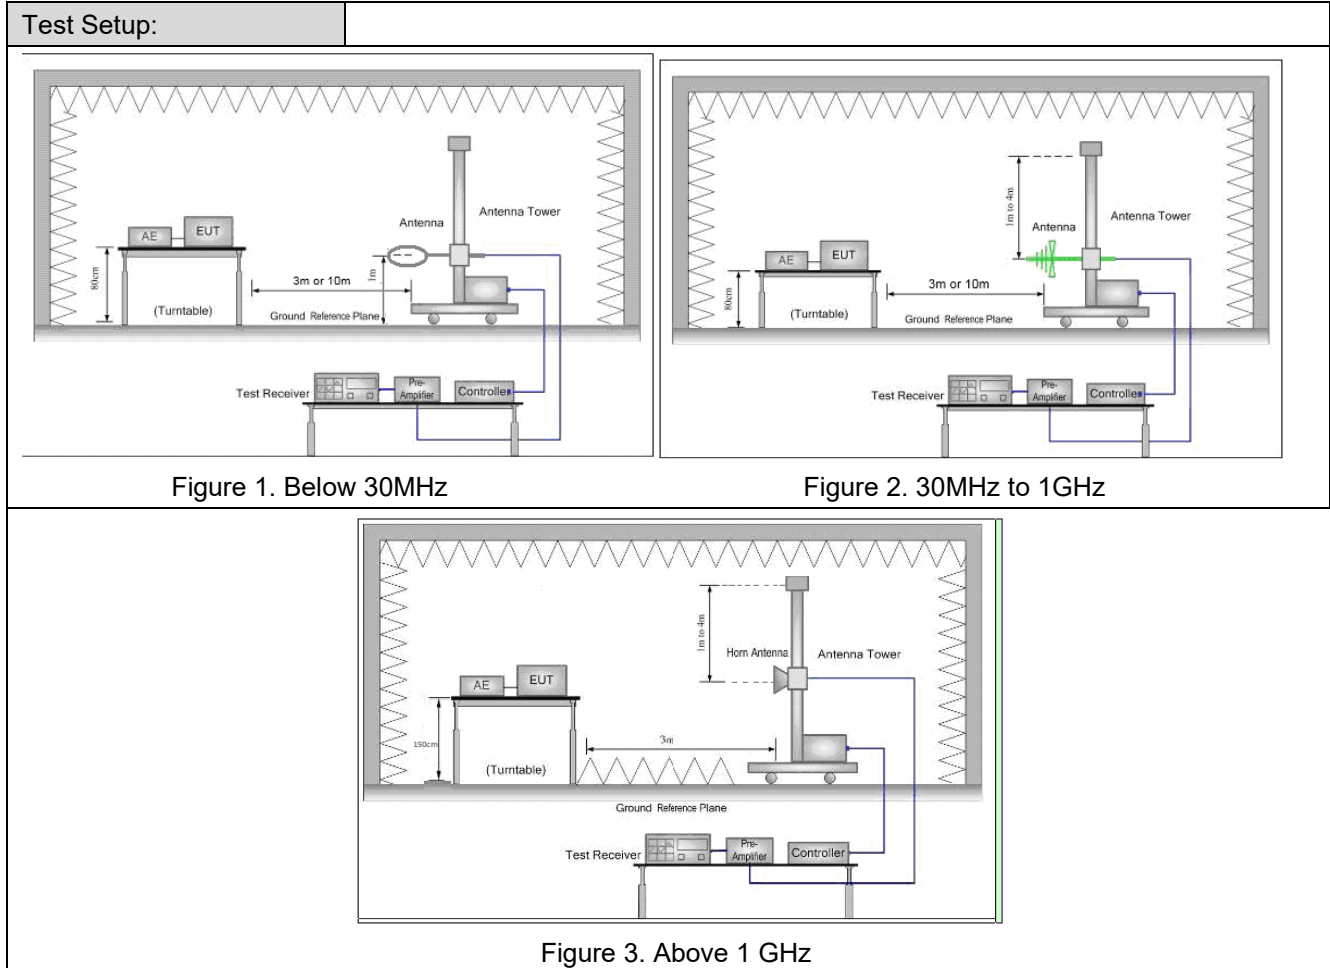 Test Setup:
AE
EUT
80cm
(Turntable)
3m or 10m
Antenna
1m
Antenna Tower
Ground Reference Plane
Test Receiver
Pre-
Amplifier
Controller
Figure 1. Below 30MHz
AE
EUT
80cm
(Turntable)
3m or 10m
1m to 4m
Antenna
Antenna Tower
Ground Reference Plane
Test Receiver
Pre-
Amplifier
Controller
Figure 2. 30MHz to 1GHz
AE
EUT
150cm
(Turntable)
3m
1m to 4m
Horn Antenna
Antenna Tower
Ground Reference Plane
Test Receiver
Pre-
Amplifier
Controller
Figure 3. Above 1 GHz